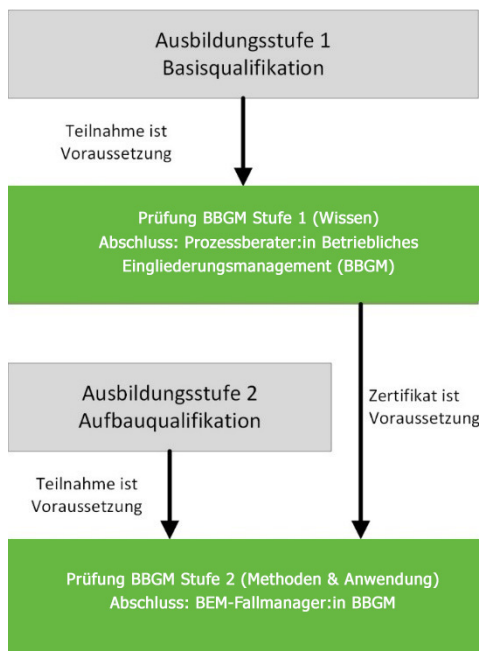 Ausbildungsstufe 1
Basisqualifikation
Teilnahme ist
Voraussetzung
Prüfung BBGM Stufe 1 (Wissen)
Abschluss: Prozessberater:in Betriebliches
Eingliederungsmanagement (BBGM)
Ausbildungsstufe 2
Aufbauqualifikation
Zertifikat ist
Voraussetzung
Teilnahme ist
Voraussetzung
Prüfung BBGM Stufe 2 (Methoden & Anwendung)
Abschluss: BEM-Fallmanager:in BBGM